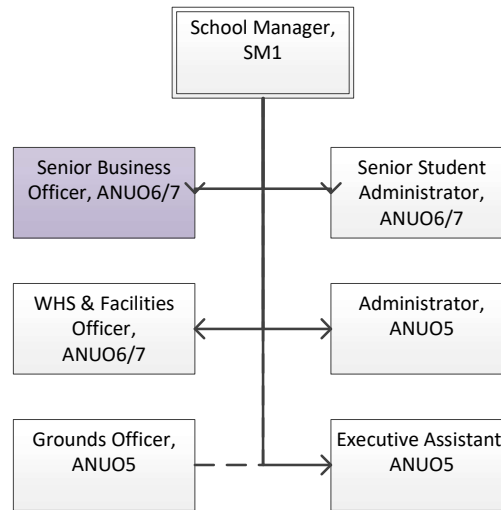 School Manager,
SM1
Senior Business
Officer, ANUO6/7
Senior Student
Administrator,
ANUO6/7
WHS & Facilities
Officer,
ANUO6/7
Administrator,
ANUO5
Grounds Officer,
ANUO5
Executive Assistant
ANUO5